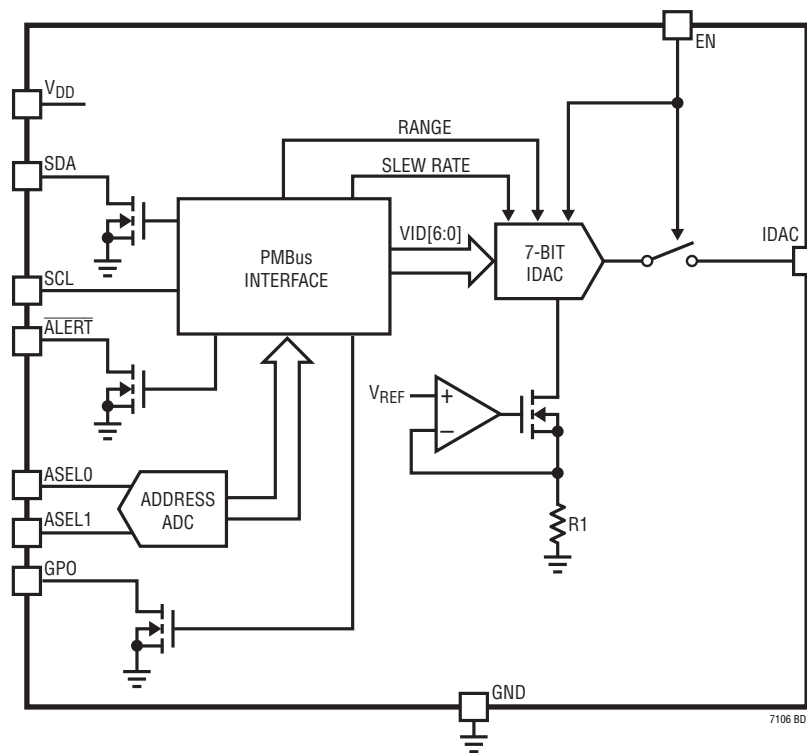 EN
VDD
RANGE
SDA
SLEW RATE
VID[6:0]
7-BIT
IDAC
IDAC
PMBus
INTERFACE
SCL
ALERT
VREF
+
–
ASEL0
ADDRESS
ADC
ASEL1
R1
GPO
GND
7106 BD